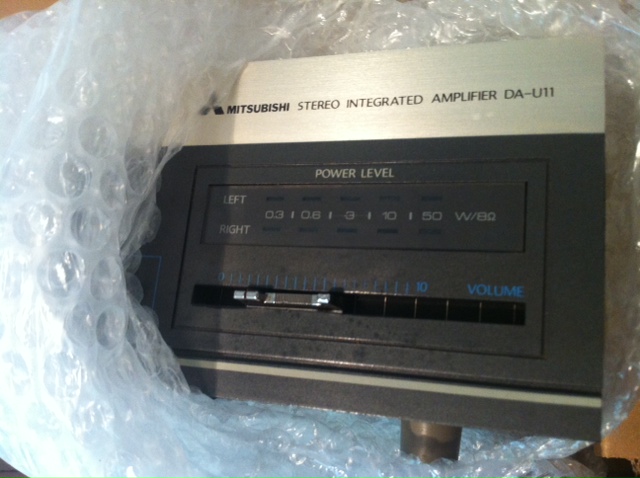 MITSUBISHI STEREO INTEGRATED AMPLIFIER DA-U11
POWER LEVEL
LEFT
0.3 I 0.6 I 3 I 10 I 50 W/8Ω
RIGHT
0 10 VOLUME